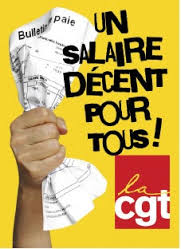 UN
Bulletin de paie
SALAIRE
DÉCENT
POUR
TOUS !
la
cgt